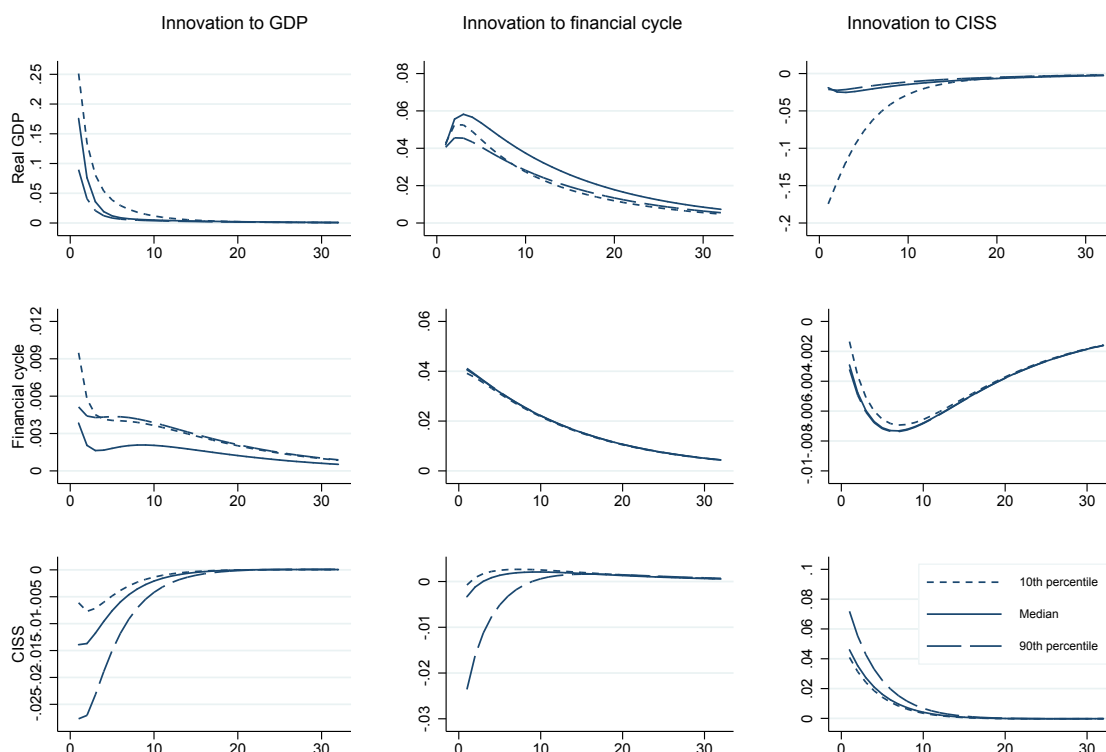 Innovation to GDP
Innovation to financial cycle
Innovation to CISS
Real GDP
0 .05 .1 .15 .2 .25
0 10 20 30
0 .02 .04 .06 .08
0 10 20 30
-.2 -.15 -.1 -.05 0
0 10 20 30
Financial cycle
0 .003 .006 .009 .012
0 10 20 30
0 .02 .04 .06
0 10 20 30
-.01-.008-.006-.004-.002 0
0 10 20 30
CISS
-.025-.02-.015-.01-.005 0
0 10 20 30
-.03 -.02 -.01 0
0 10 20 30
0 .02 .04 .06 .08 .1
0 10 20 30
10th percentile
Median
90th percentile